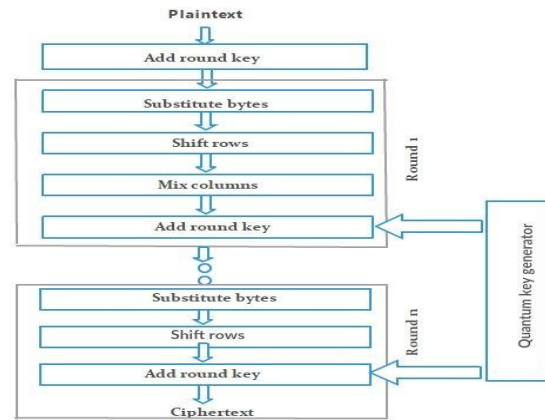 Plaintext
Add round key
Substitute bytes
Shift rows
Mix columns
Add round key
Round 1
Substitute bytes
Shift rows
Add round key
Round n
Ciphertext
Quantum key generator